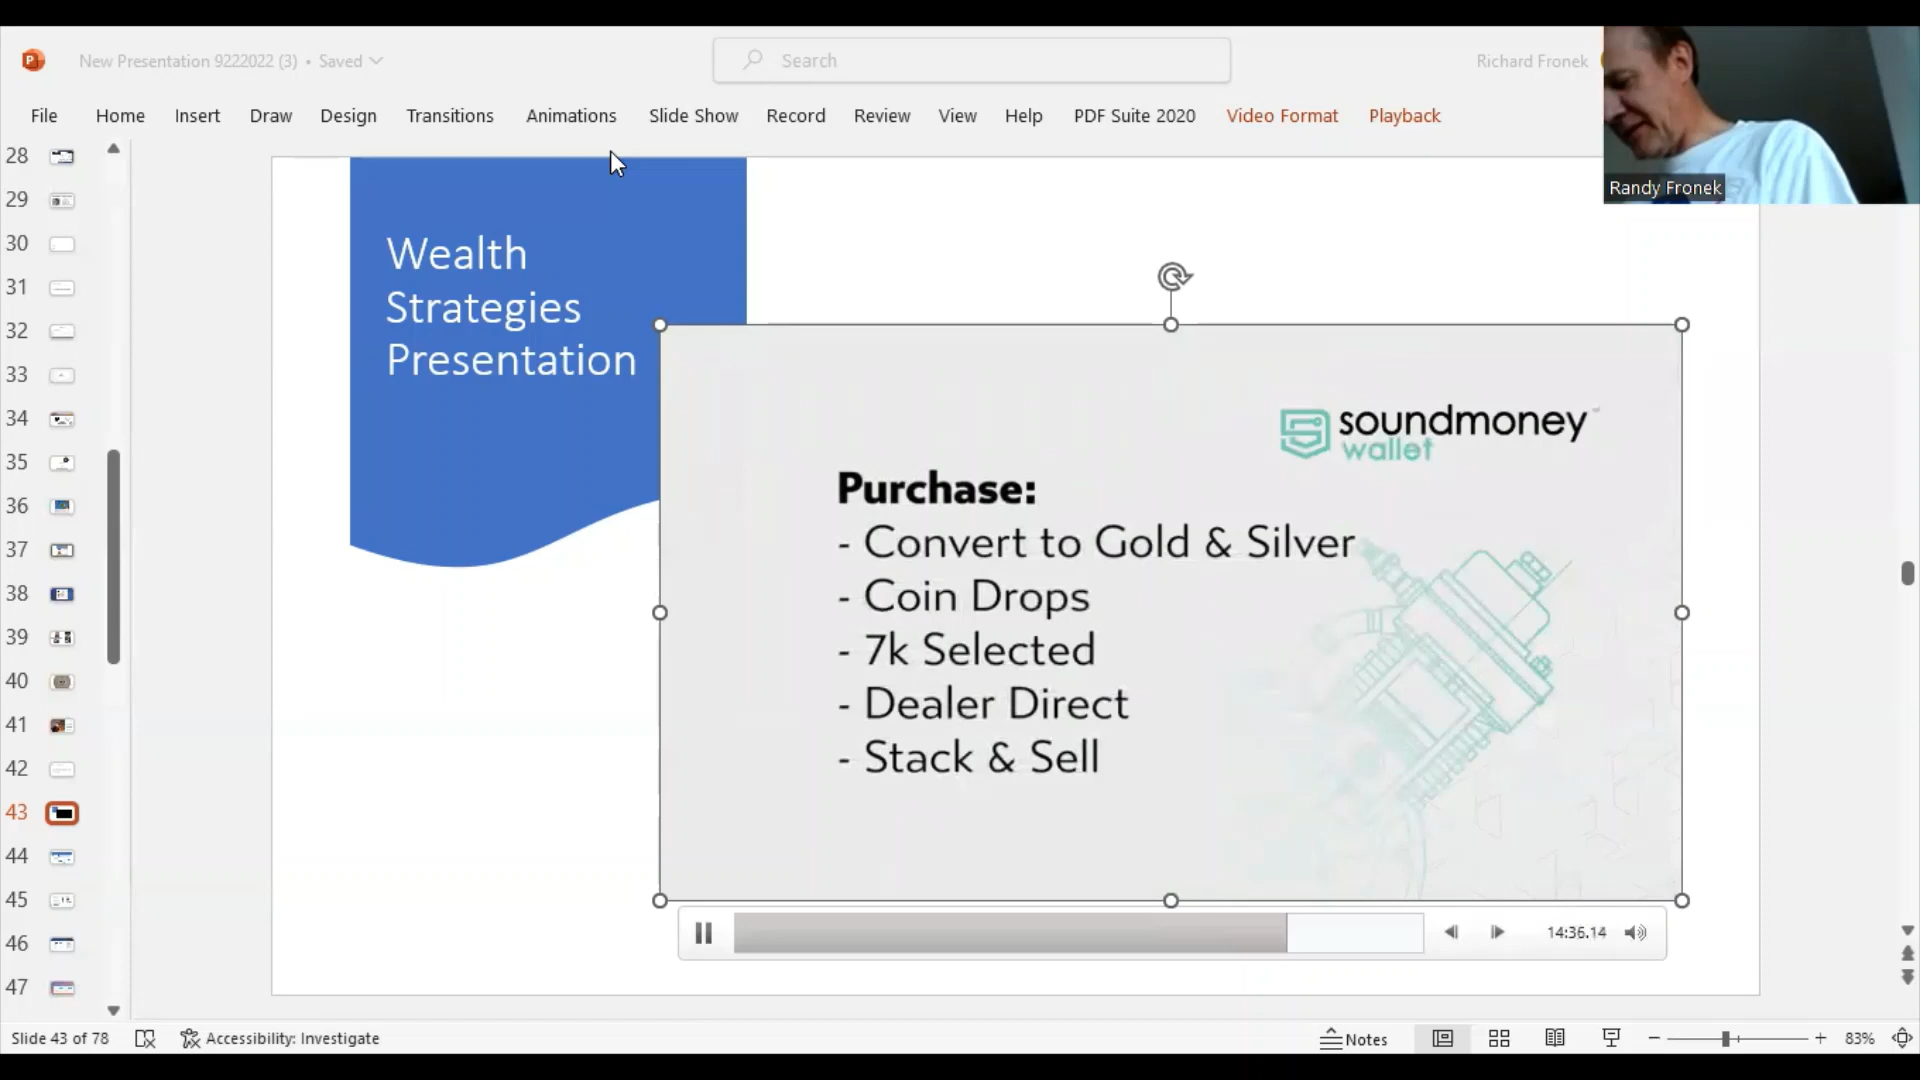 New Presentation 9222022 (3) • Saved
Search
Richard Fronek
File Home Insert Draw Design Transitions Animations Slide Show Record Review View Help PDF Suite 2020 Video Format Playback
Randy Fronek
28
29
30
31
32
33
34
35
36
37
38
39
40
41
42
43
44
45
46
47
Wealth
Strategies
Presentation
soundmoney
wallet
Purchase:
- Convert to Gold & Silver
- Coin Drops
- 7k Selected
- Dealer Direct
- Stack & Sell
14:36.14
Slide 43 of 78 Accessibility: Investigate Notes 83%